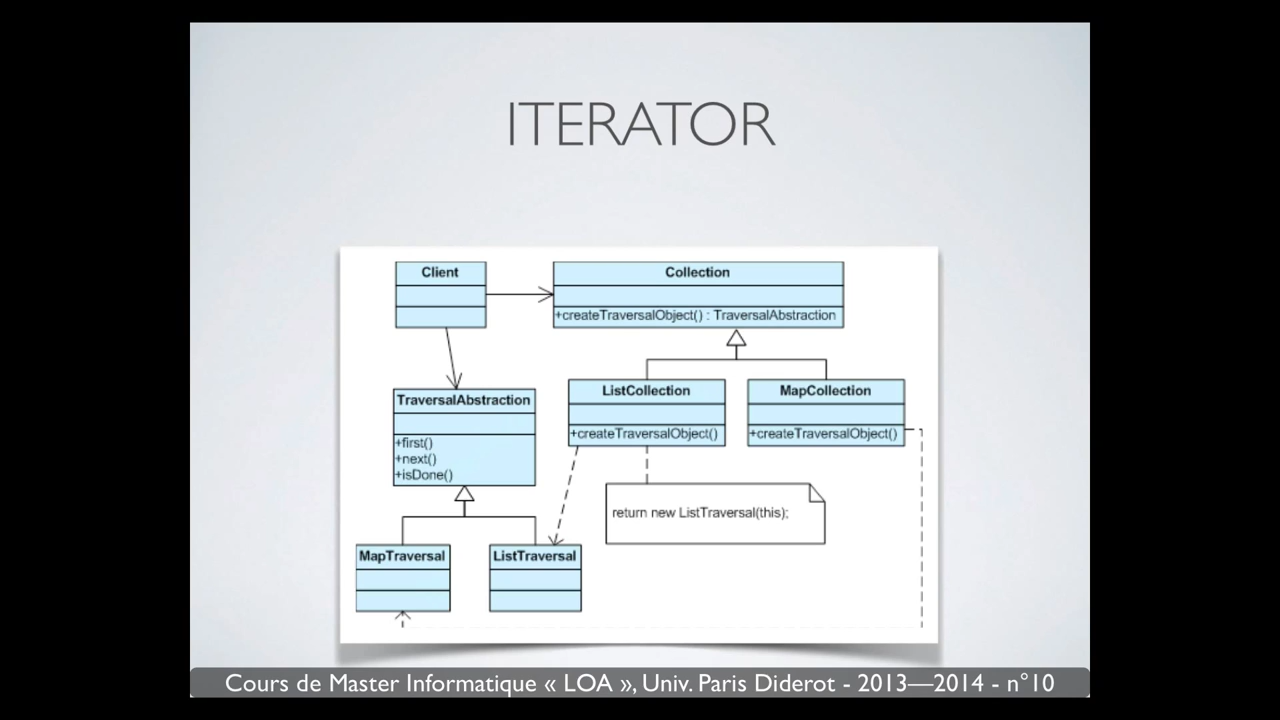 ITERATOR
Client
Collection
+createTraversalObject() : TraversalAbstraction
TraversalAbstraction
+first()
+next()
+isDone()
ListCollection
+createTraversalObject()
MapCollection
+createTraversalObject()
return new ListTraversal(this);
MapTraversal
ListTraversal
Cours de Master Informatique « LOA », Univ. Paris Diderot - 2013—2014 - n°10